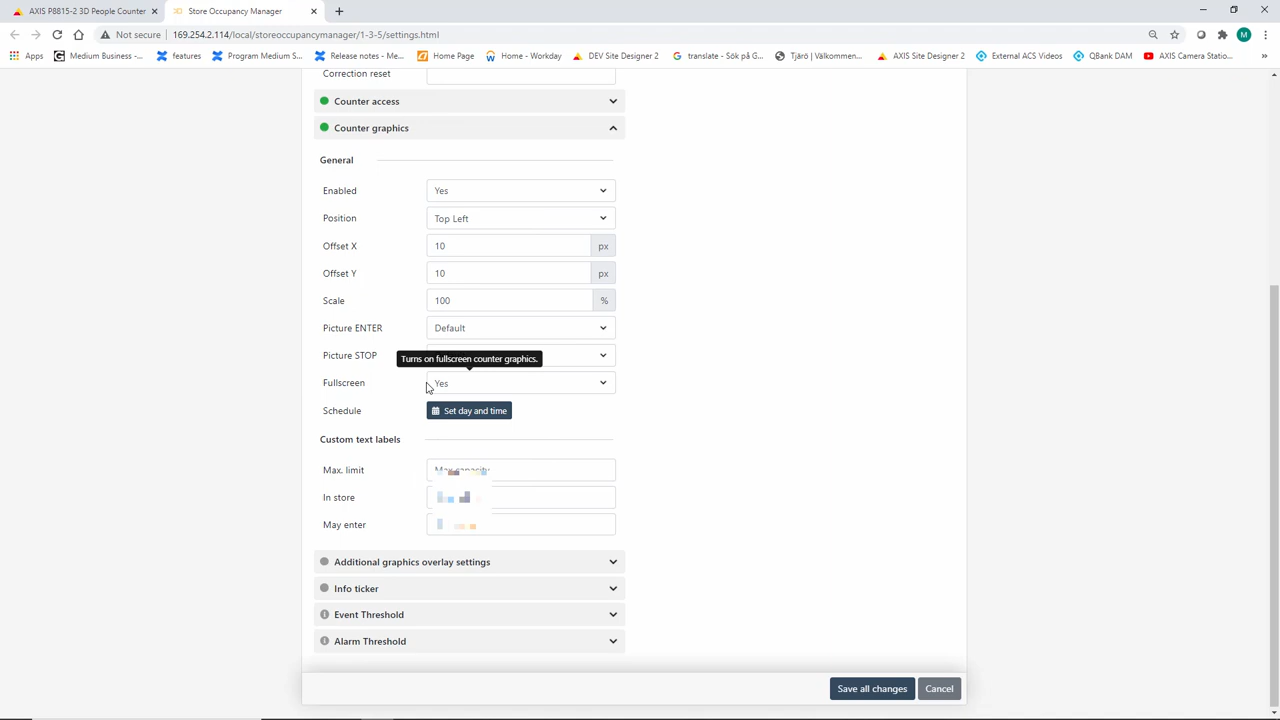 AXIS P8815-2 3D People Counter
Store Occupancy Manager
Not secure
169.254.2.114/local/storeoccupancymanager/1-3-5/settings.html
M
Apps
Medium Business -...
features
Program Medium S...
Release notes - Me...
Home Page
Home - Workday
DEV Site Designer 2
translate - Sök på G...
Tjärö | Välkommen...
AXIS Site Designer 2
External ACS Videos
QBank DAM
AXIS Camera Statio...
Correction reset
Counter access
Counter graphics
General
Enabled Yes
Position Top Left
Offset X 10 px
Offset Y 10 px
Scale 100 %
Picture ENTER Default
Picture STOP
Turns on fullscreen counter graphics.
Fullscreen Yes
Schedule Set day and time
Custom text labels
Max. limit Max capacity
In store
May enter
Additional graphics overlay settings
Info ticker
Event Threshold
Alarm Threshold
Save all changes Cancel